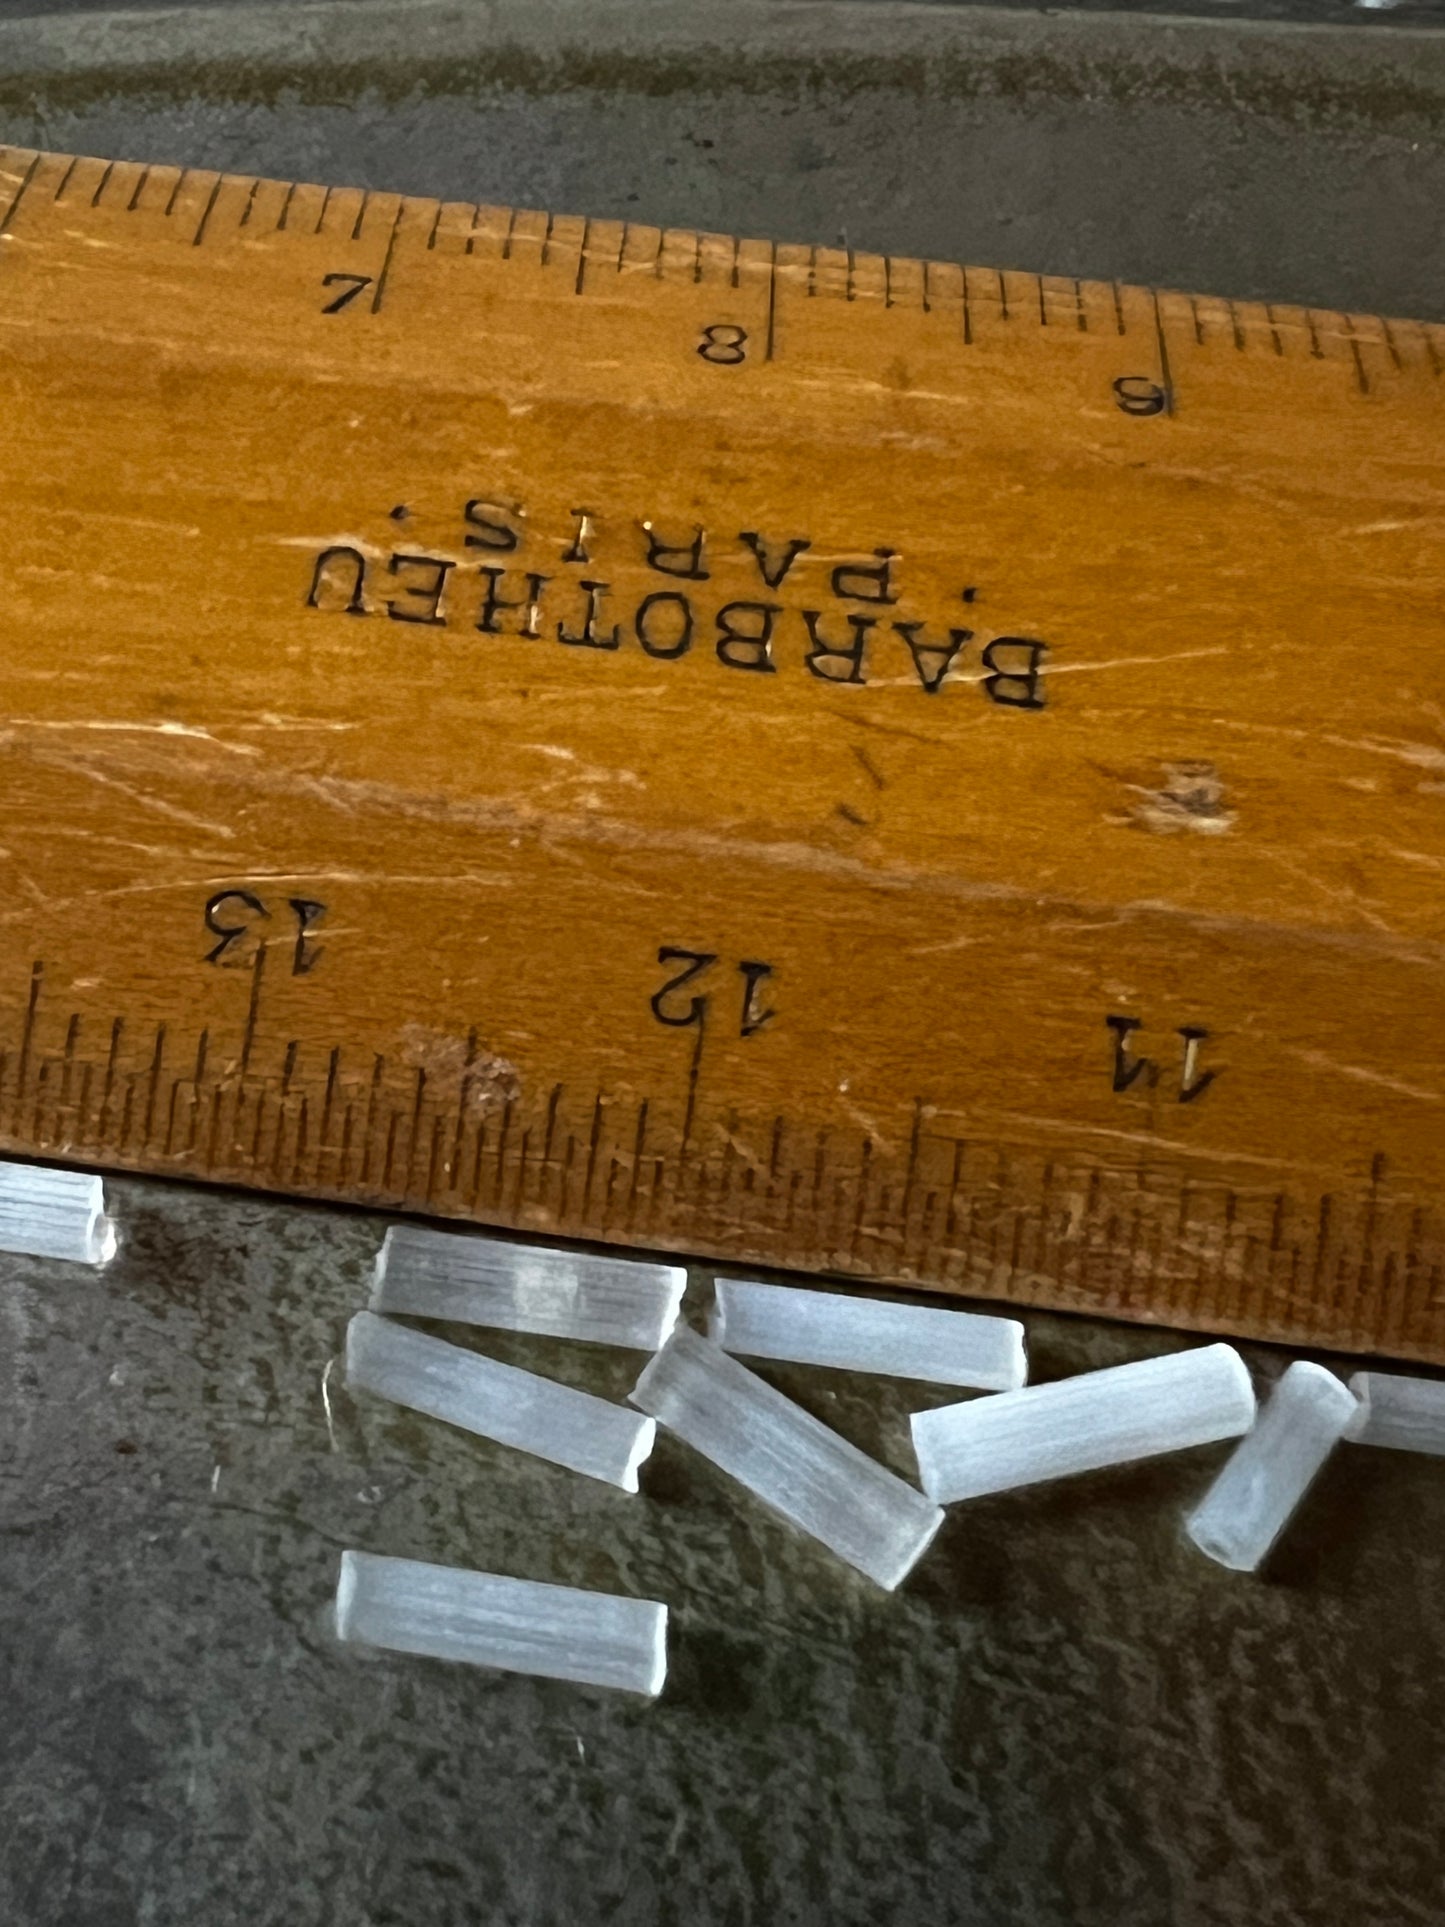 7 8 9
BARBOTHEU
. PARIS .
11 12 13